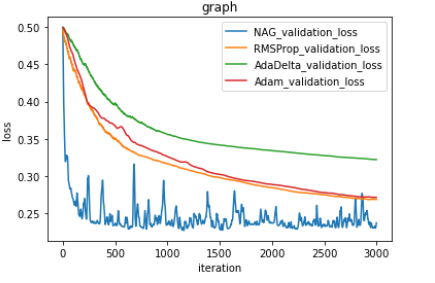 graph
NAG_validation_loss
RMSProp_validation_loss
AdaDelta_validation_loss
Adam_validation_loss
0.50
0.45
0.40
0.35
0.30
0.25
loss
0 500 1000 1500 2000 2500 3000
iteration